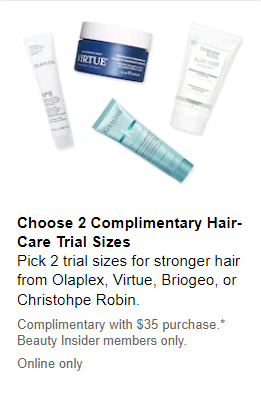 OLAPLEX.
VIRTUE
Choose 2 Complimentary Hair-
Care Trial Sizes
Pick 2 trial sizes for stronger hair
from Olaplex, Virtue, Briogeo, or
Christohpe Robin.
Complimentary with $35 purchase.*
Beauty Insider members only.
Online only